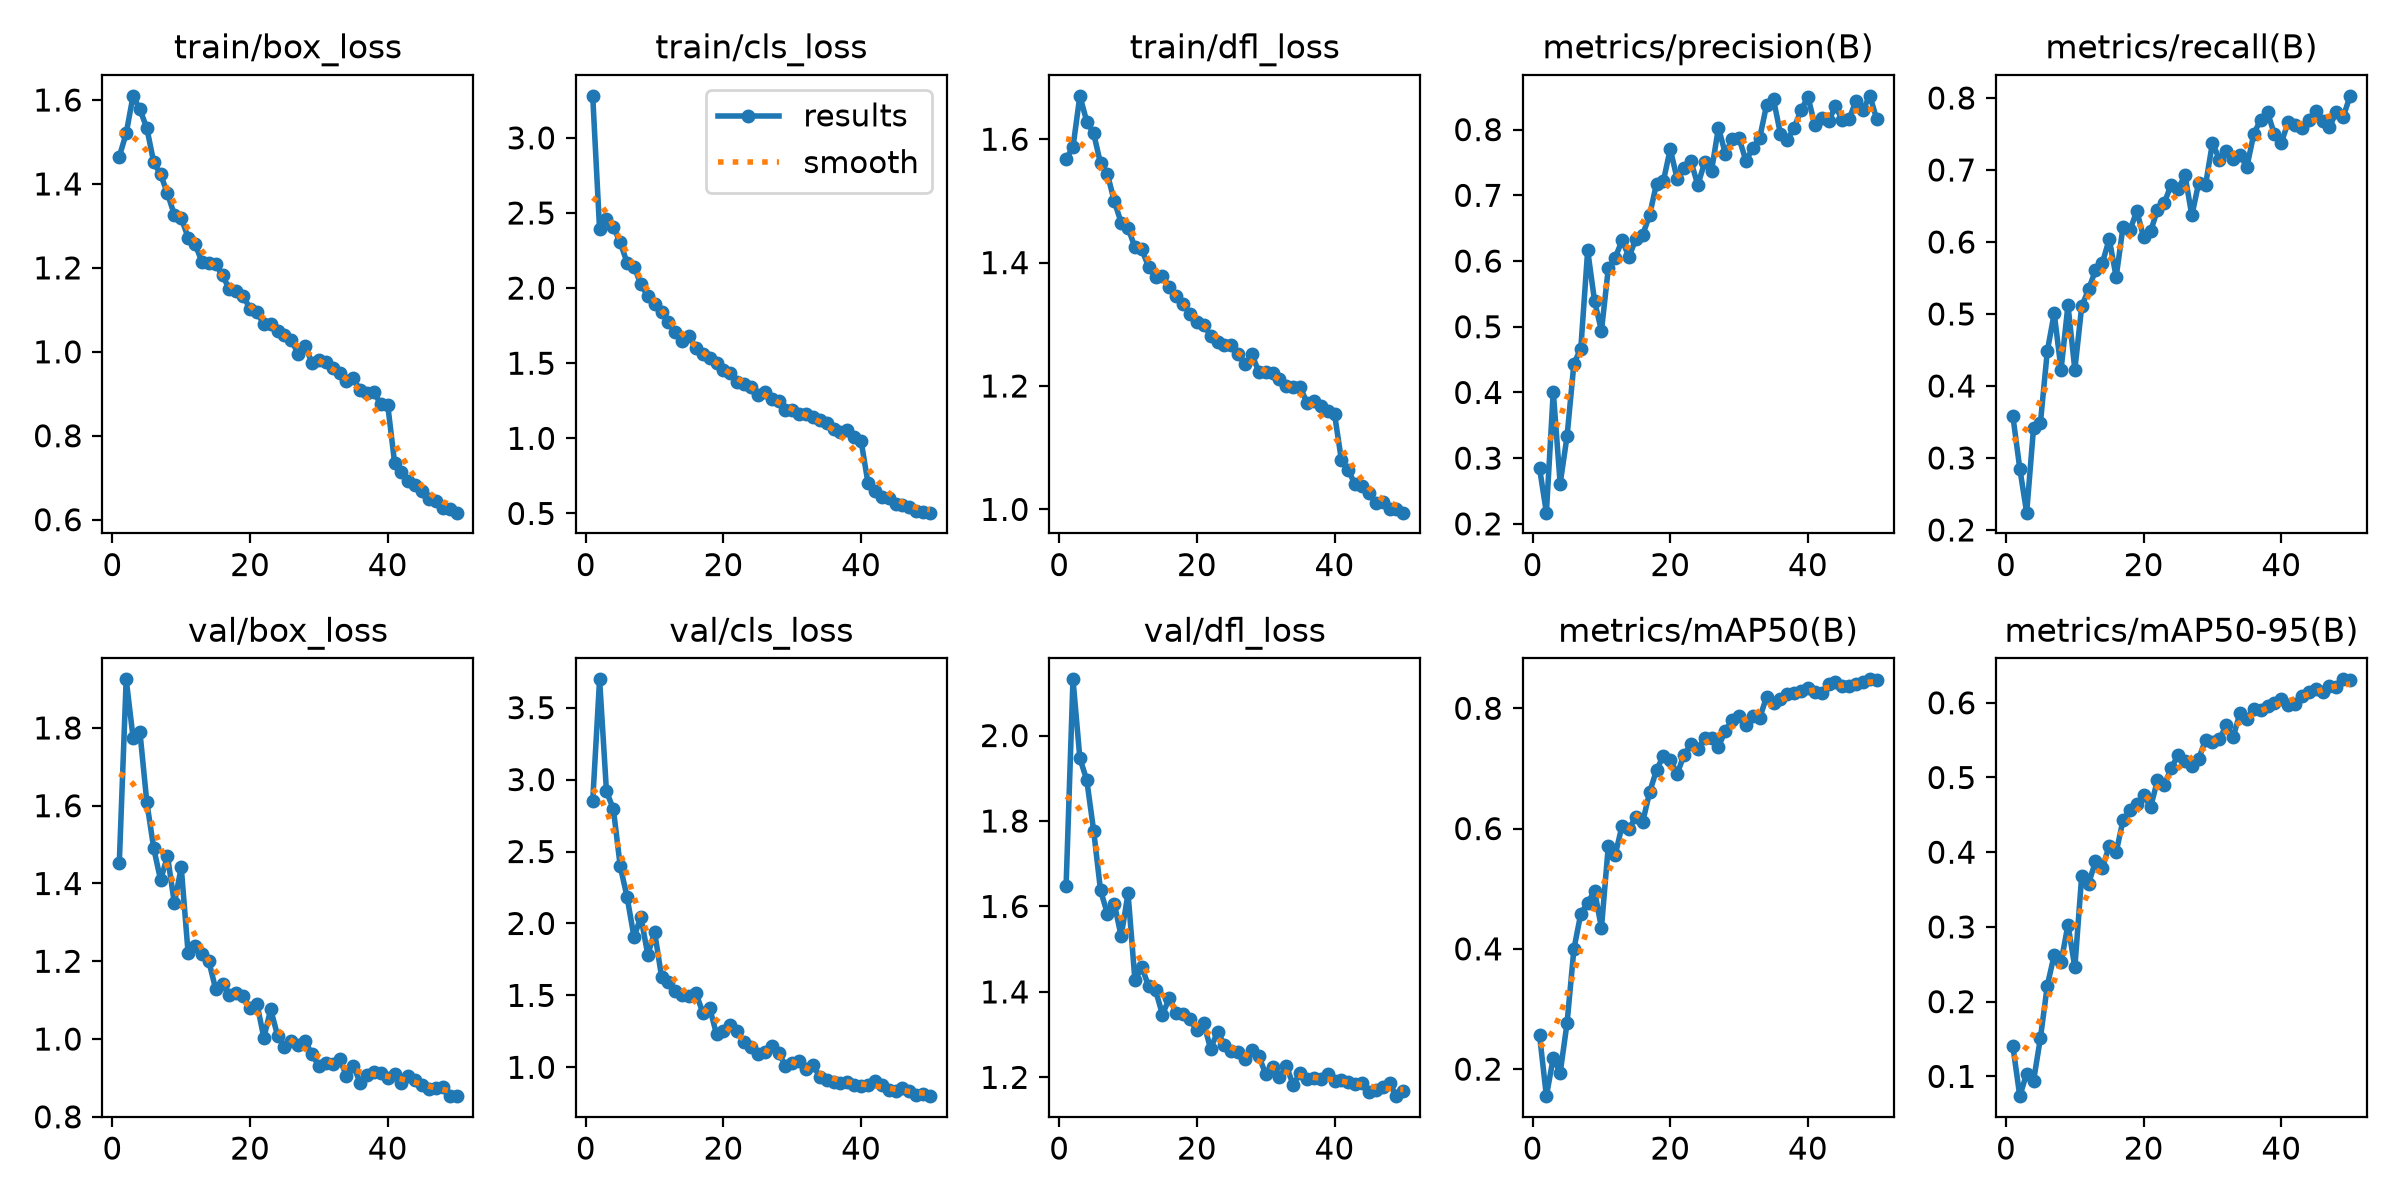 train/box_loss
1.6
1.4
1.2
1.0
0.8
0.6
0 20 40
train/cls_loss
results
smooth
3.0
2.5
2.0
1.5
1.0
0.5
0 20 40
train/dfl_loss
1.6
1.4
1.2
1.0
0 20 40
metrics/precision(B)
0.8
0.7
0.6
0.5
0.4
0.3
0.2
0 20 40
metrics/recall(B)
0.8
0.7
0.6
0.5
0.4
0.3
0.2
0 20 40
val/box_loss
1.8
1.6
1.4
1.2
1.0
0.8
0 20 40
val/cls_loss
3.5
3.0
2.5
2.0
1.5
1.0
0 20 40
val/dfl_loss
2.0
1.8
1.6
1.4
1.2
0 20 40
metrics/mAP50(B)
0.8
0.6
0.4
0.2
0 20 40
metrics/mAP50-95(B)
0.6
0.5
0.4
0.3
0.2
0.1
0 20 40